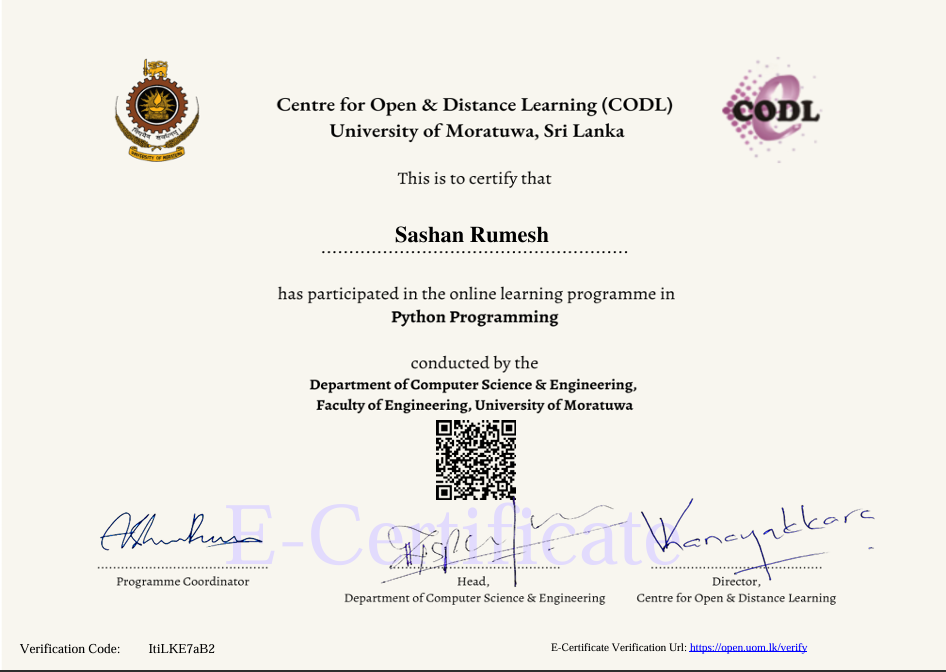 Centre for Open & Distance Learning (CODL)
University of Moratuwa, Sri Lanka
CODL
UNIVERSITY OF MORATUWA
This is to certify that
Sashan Rumesh
has participated in the online learning programme in
Python Programming
conducted by the
Department of Computer Science & Engineering,
Faculty of Engineering, University of Moratuwa
E-Certificate
Programme Coordinator
Head,
Department of Computer Science & Engineering
Director,
Centre for Open & Distance Learning
Verification Code: ItiLKE7aB2
E-Certificate Verification Url: https://open.uom.lk/verify